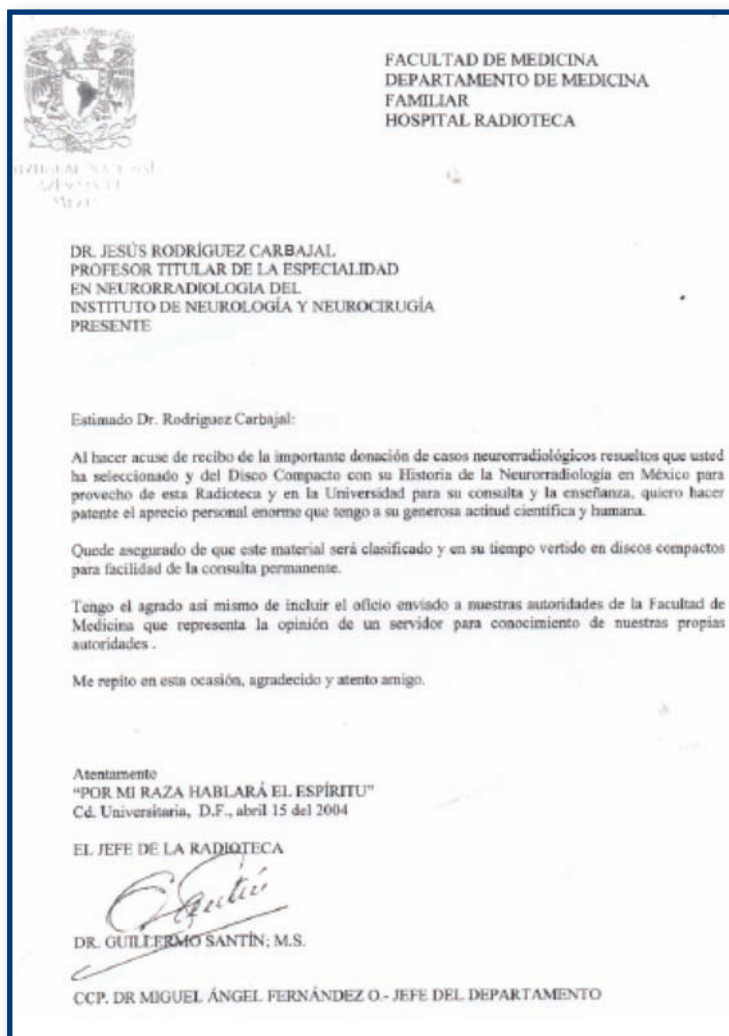 FACULTAD DE MEDICINA
DEPARTAMENTO DE MEDICINA
FAMILIAR
HOSPITAL RADIOTECA
DR. JESÚS RODRÍGUEZ CARBAJAL
PROFESOR TITULAR DE LA ESPECIALIDAD
EN NEURORRADIOLOGIA DEL
INSTITUTO DE NEUROLOGÍA Y NEUROCIRUGÍA
PRESENTE
Estimado Dr. Rodriguez Carbajal:
Al hacer acuse de recibo de la importante donación de casos neurorradiológicos resueltos que usted
ha seleccionado y del Disco Compacto con su Historia de la Neurorradiología en México para
provecho de esta Radioteca y en la Universidad para su consulta y la enseñanza, quiero hacer
patente el aprecio personal enorme que tengo a su generosa actitud científica y humana.
Quede asegurado de que este material será clasificado y en su tiempo vertido en discos compactos
para facilidad de la consulta permanente.
Tengo el agrado asi mismo de incluir el oficio enviado a nuestras autoridades de la Facultad de
Medicina que representa la opinión de un servidor para conocimiento de nuestras propias
autoridades .
Me repito en esta ocasión, agradecido y atento amigo.
Atentamente
“POR MI RAZA HABLARÁ EL ESPÍRITU”
Cd. Universitaria, D.F., abril 15 del 2004
EL JEFE DE LA RADIOTECA
DR. GUILLERMO SANTÍN; M.S.
CCP. DR MIGUEL ÁNGEL FERNÁNDEZ O.- JEFE DEL DEPARTAMENTO